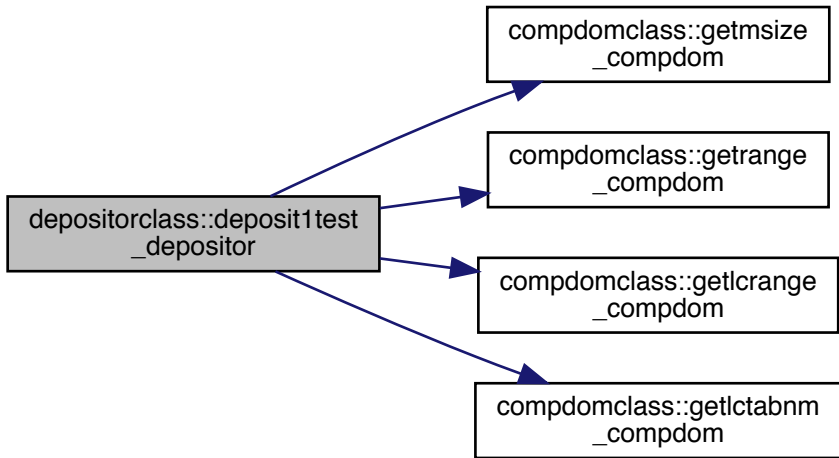 compdomclass::getmsize
_compdom
compdomclass::getrange
_compdom
depositorclass::deposit1test
_depositor
compdomclass::getlcrange
_compdom
compdomclass::getlctabnm
_compdom